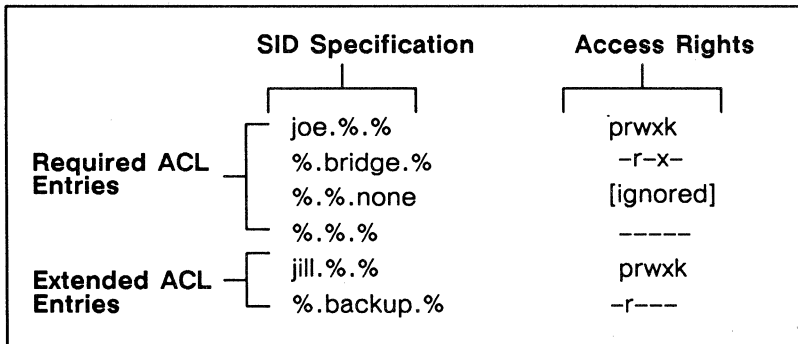 SID Specification Access Rights
joe.%.% prwxk
Required ACL Entries
%.bridge.% -r-x-
%.%.none [ignored]
%.%.% -----
Extended ACL Entries
jill.%.% prwxk
%.backup.% -r---